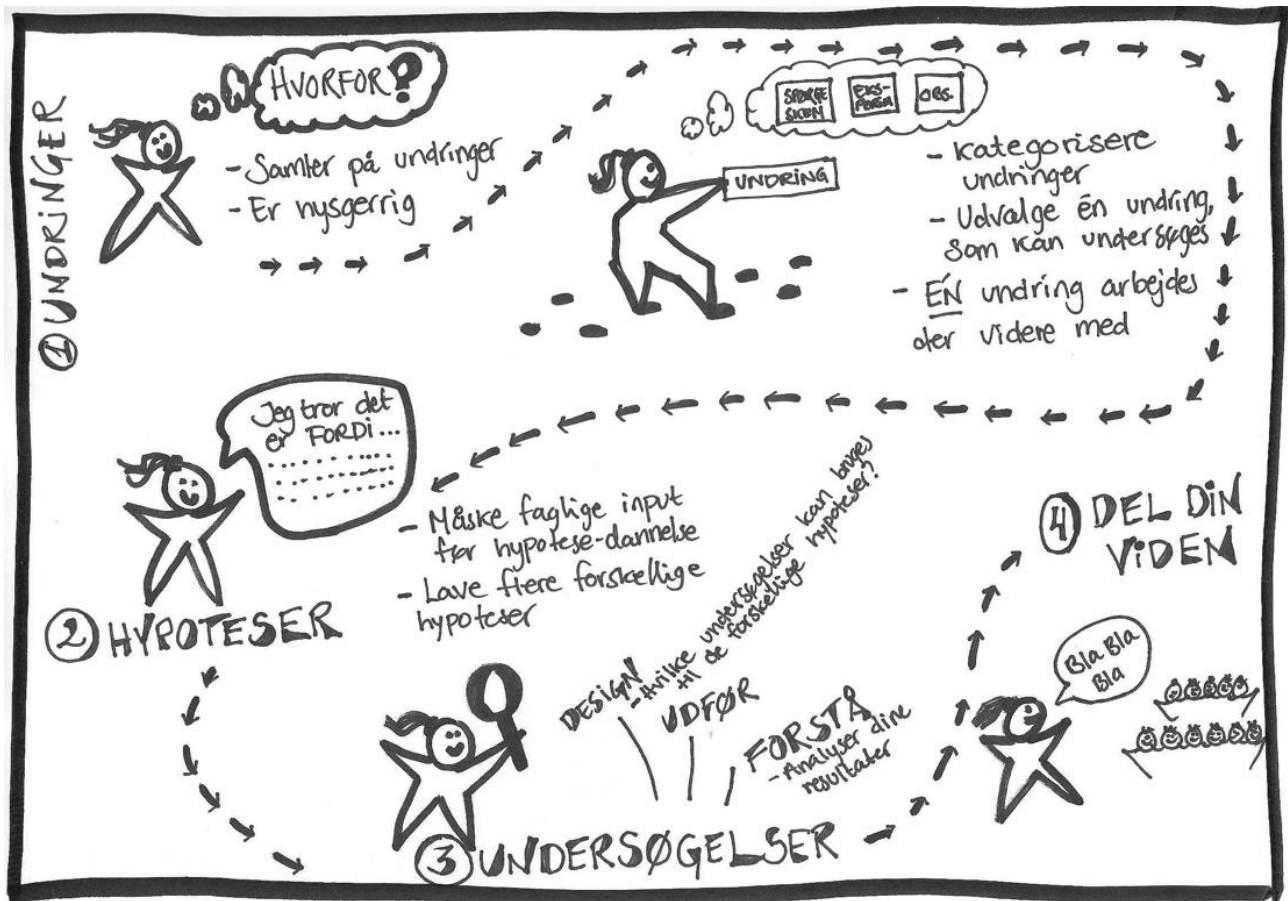 ① UNDRINGER
HVORFOR?
- Samler på undringer
- Er nysgerrig
SPØRGE
SKEM
EKS-
PERIM
OBS.
UNDRING
- Kategorisere
undringer
- Udvalge én undring,
som kan undersøges
- ÉN undring arbejdes
der videre med
Jeg tror det
er FORDI...
② HYPOTESER
- Måske faglige input
før hypotese-dannelse
- Lave flere forskellige
hypoteser
③ UNDERSØGELSER
DESIGN
- Hvilke undersøgelser kan bruges
til de forskellige hypoteser?
UDFØR
FORSTÅ
- Analyser dine
resultater
④ DEL DIN
VIDEN
Bla Bla
Bla